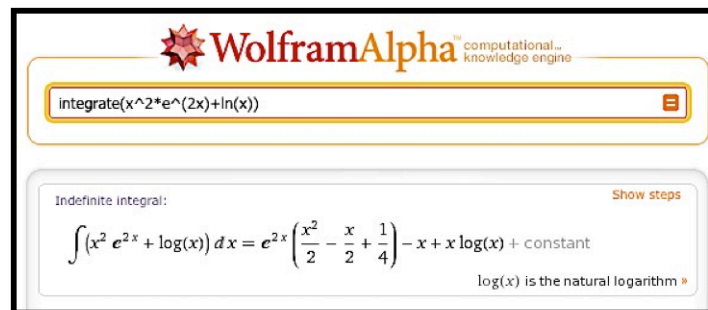 WolframAlpha™ computational...
knowledge engine
integrate(x^2*e^(2x)+ln(x))
=
Indefinite integral:
Show steps
∫(x² e^(2x) + log(x)) dx = e^(2x) (x²/2 − x/2 + 1/4) − x + x log(x) + constant
log(x) is the natural logarithm »